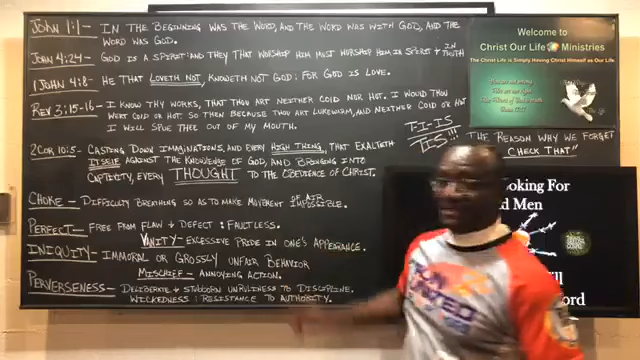 John 1:1 - In the beginning was the Word, and the Word was with God, and the
Word was God.
John 4:24 - God is a Spirit: and they that worship Him must worship Him in Spirit & in truth
1 John 4:8 - He that loveth not, knoweth not God: for God is love.
Rev 3:15-16 - I know thy works, that thou art neither cold nor hot. I would thou
wert cold or hot. So then because thou art lukewarm, and neither cold or hot
I will spue thee out of my mouth.
2Cor 10:5 - Casting down imaginations, and every high thing, that exalteth
itself against the knowledge of God, and bringing into
captivity, every THOUGHT to the obedience of Christ.
Choke - Difficulty breathing so as to make movement of air impossible.
Perfect - Free from flaw & defect: faultless.
Vanity - Excessive pride in one's appearance.
Iniquity - Immoral or grossly unfair behavior
Mischief - Annoying action.
Perverseness - Deliberate & stubborn unruliness to discipline.
Wickedness: Resistance to authority.
T-I-IS
TIS!!!
Welcome to
Christ Our Life Ministries
The Christ Life is Simply Having Christ Himself as Our Life.
The Reason Why We Forget
Check That"
oking For
d Men
ill
ord
UNITED